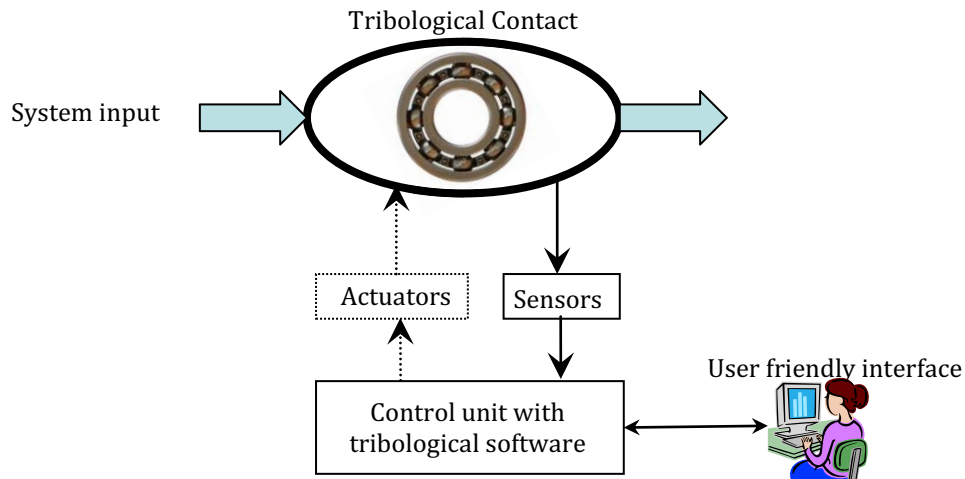 Tribological Contact
System input
Actuators
Sensors
User friendly interface
Control unit with
tribological software